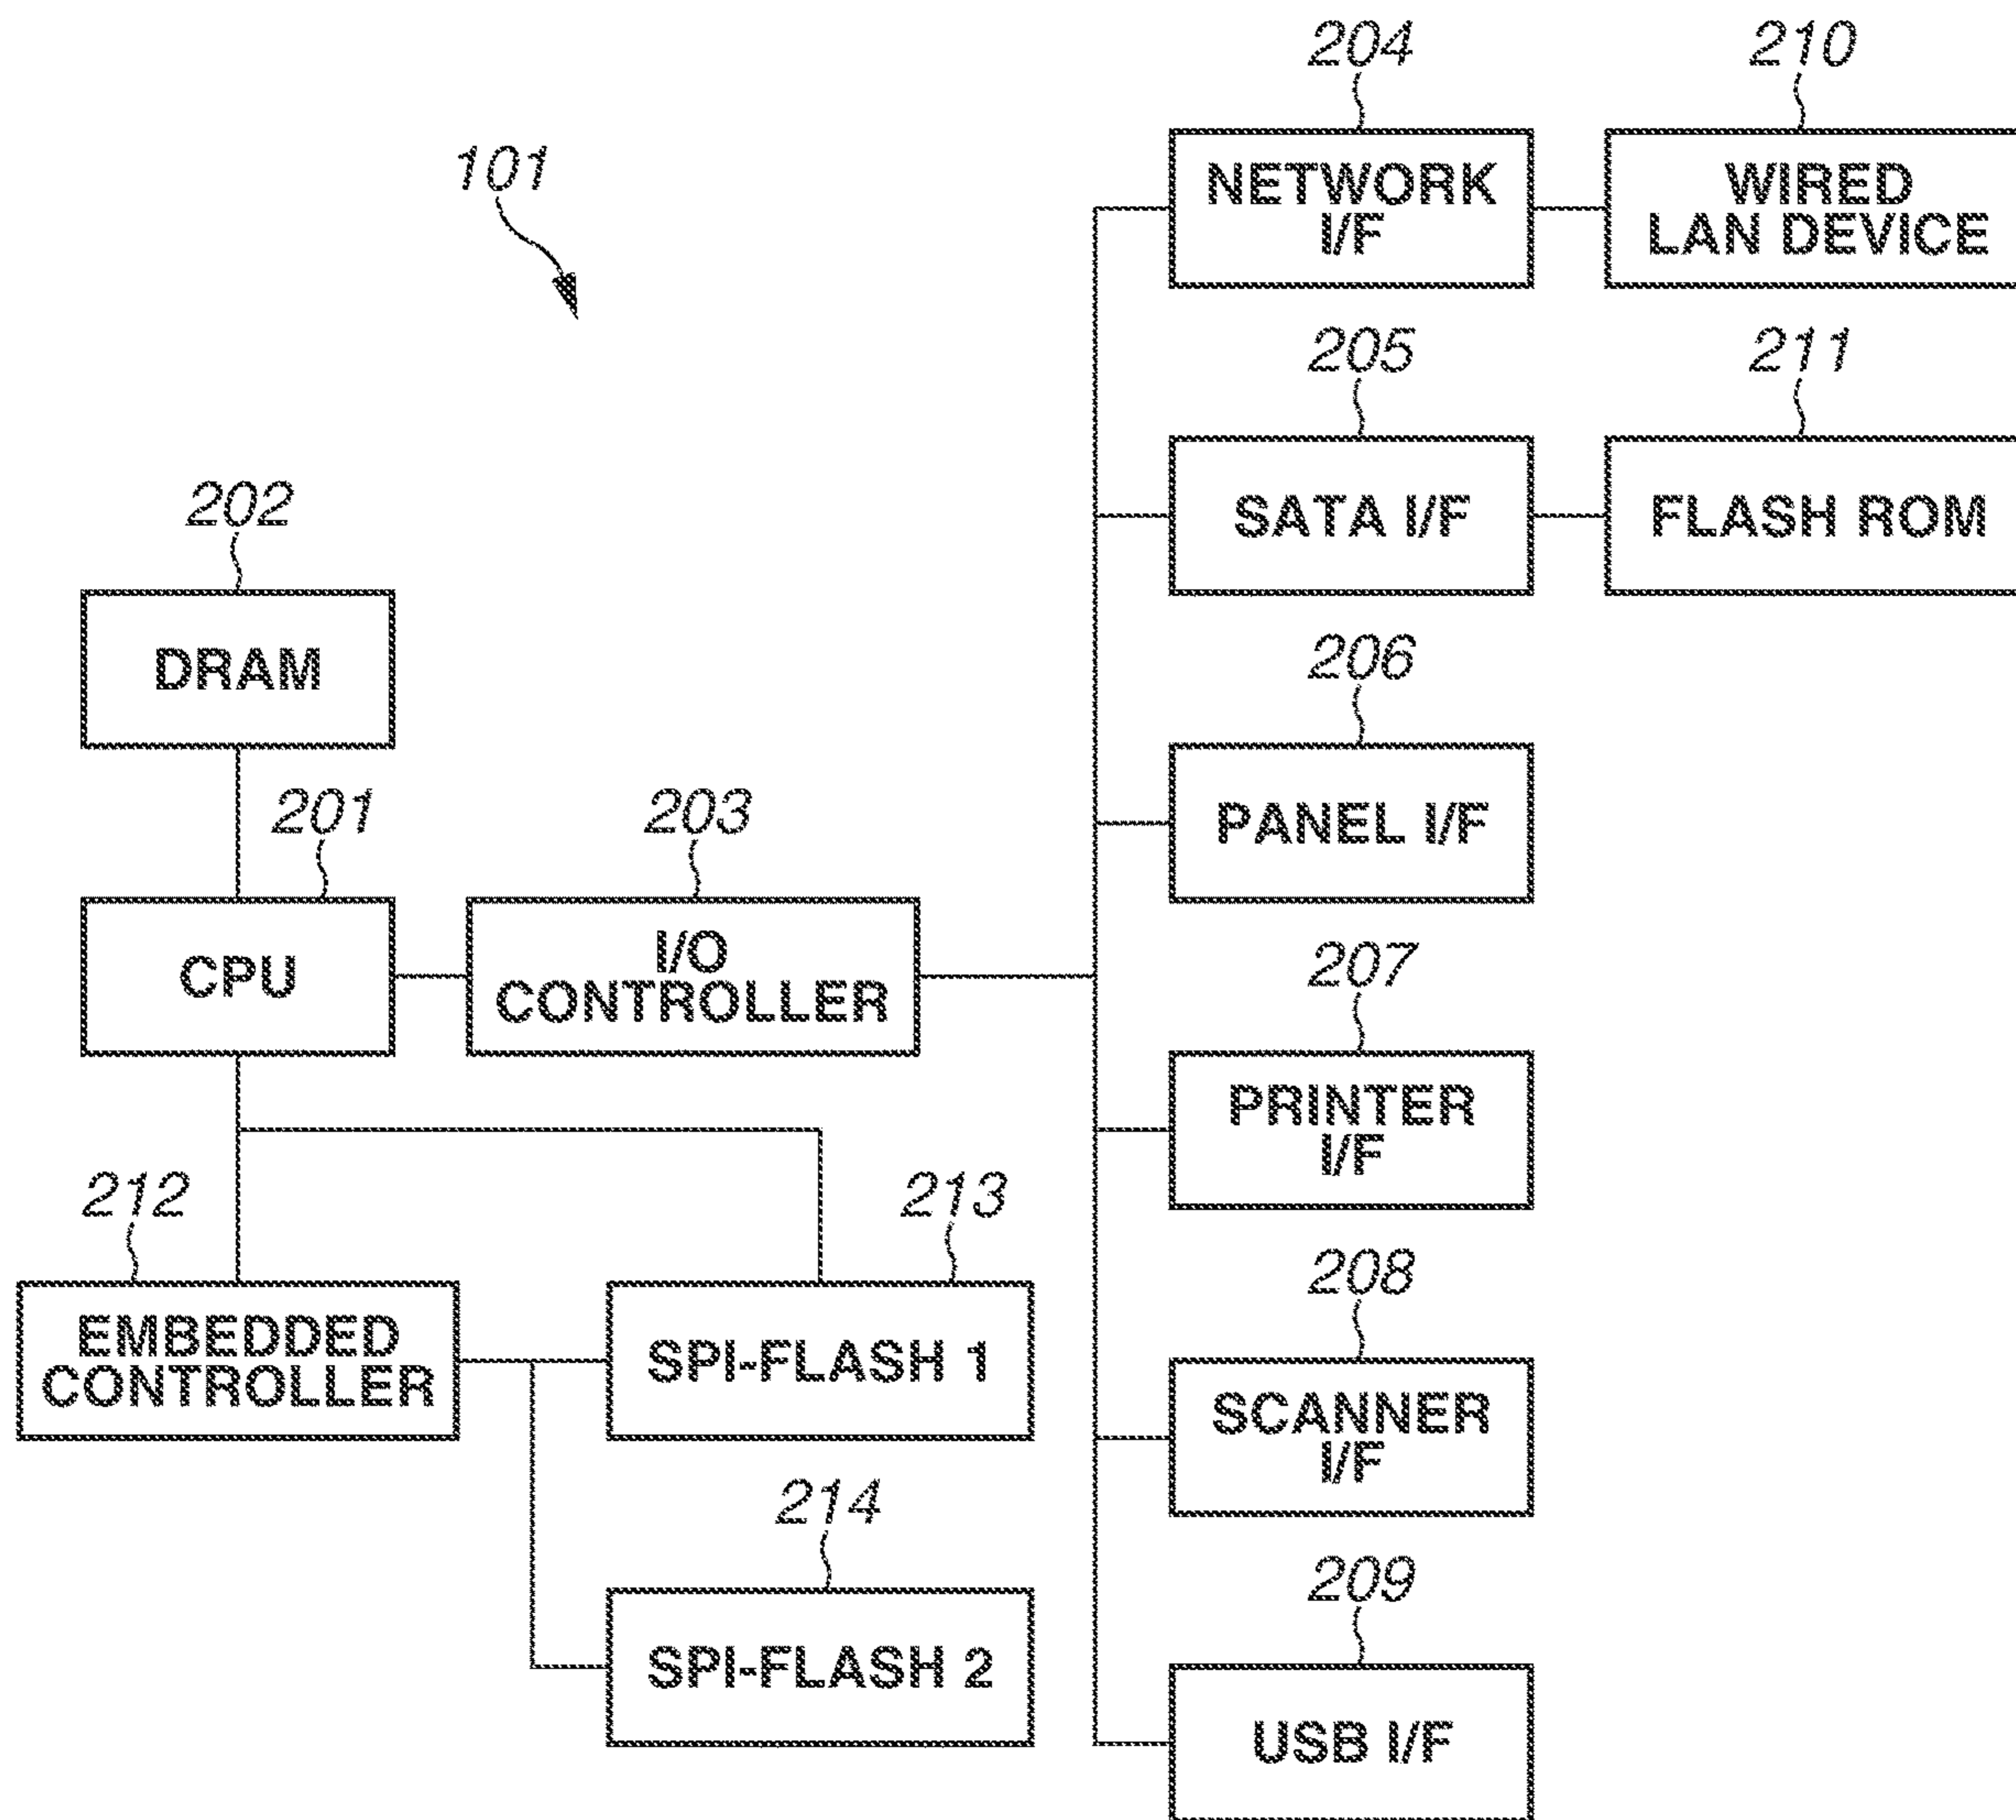 204
210
101
NETWORK
I/F
WIRED
LAN DEVICE
205
211
SATA I/F
FLASH ROM
202
206
DRAM
PANEL I/F
201
203
CPU
I/O
CONTROLLER
207
PRINTER
I/F
212
213
EMBEDDED
CONTROLLER
SPI-FLASH 1
208
SCANNER
I/F
214
SPI-FLASH 2
209
USB I/F